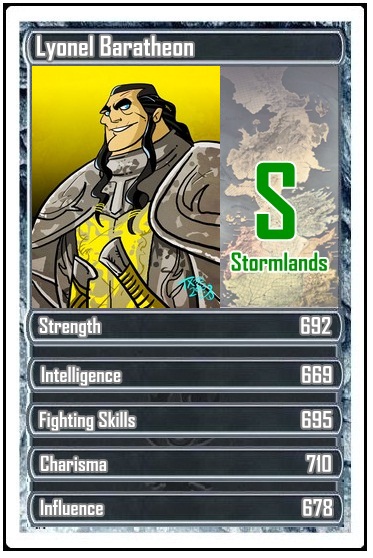 Lyonel Baratheon
S
Stormlands
Strength 692
Intelligence 669
Fighting Skills 695
Charisma 710
Influence 678